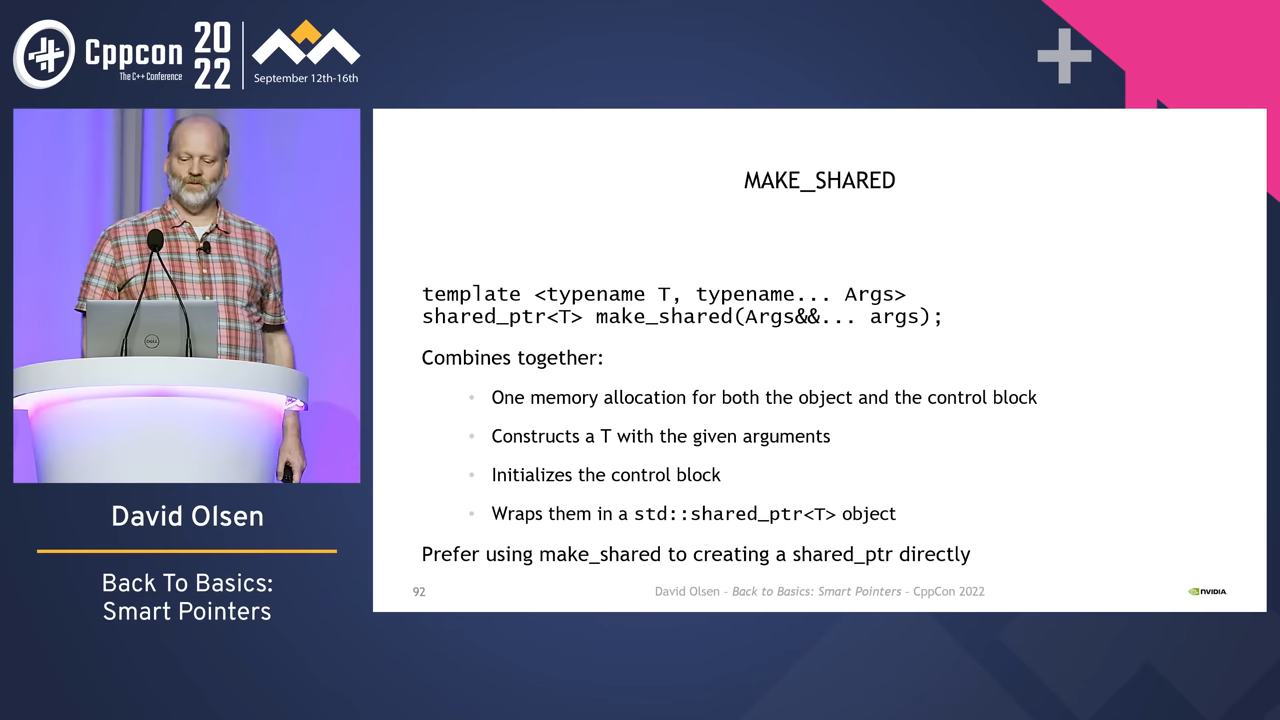 Cppcon
The C++ Conference
20
22
September 12th-16th
MAKE_SHARED
template <typename T, typename... Args>
shared_ptr<T> make_shared(Args&&... args);
Combines together:
• One memory allocation for both the object and the control block
• Constructs a T with the given arguments
• Initializes the control block
• Wraps them in a std::shared_ptr<T> object
Prefer using make_shared to creating a shared_ptr directly
92
David Olsen – Back to Basics: Smart Pointers – CppCon 2022
NVIDIA
DELL
David Olsen
Back To Basics:
Smart Pointers